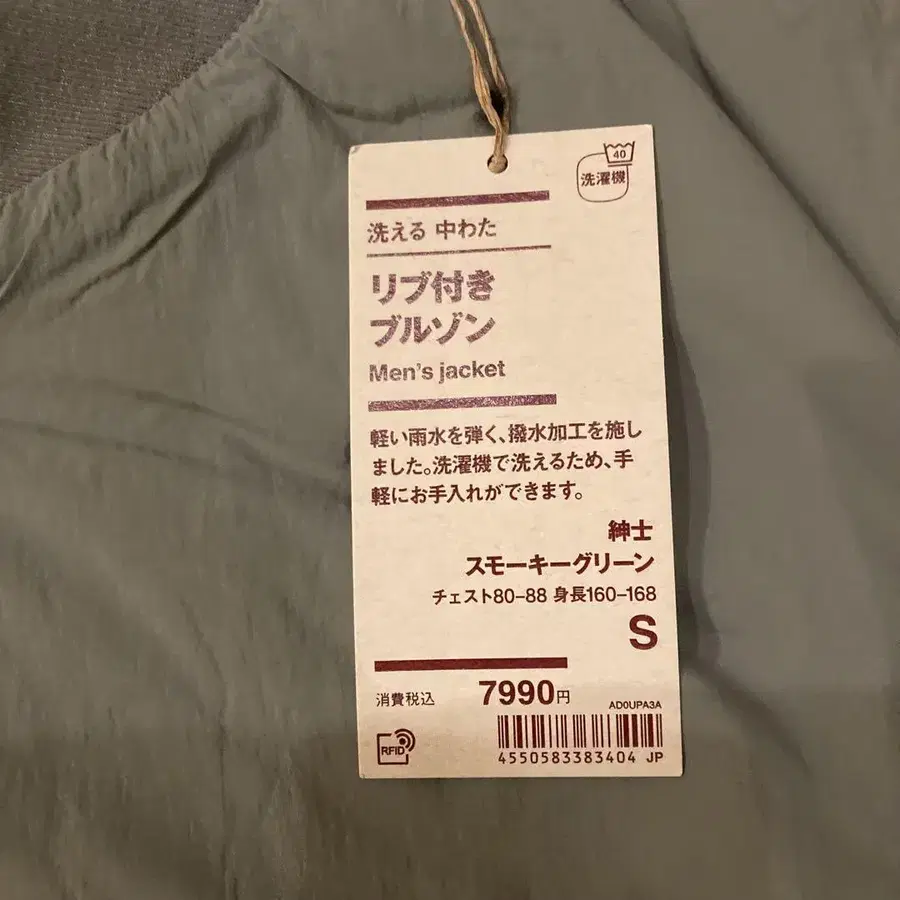 40
洗濯機
洗える 中わた
リブ付き
ブルゾン
Men's jacket
軽い雨水を弾く、撥水加工を施し
ました。洗濯機で洗えるため、手
軽にお手入れができます。
紳士
スモーキーグリーン
チェスト80–88 身長160–168
S
消費税込 7990円
AD0UPA3A
RFID
4550583383404 JP